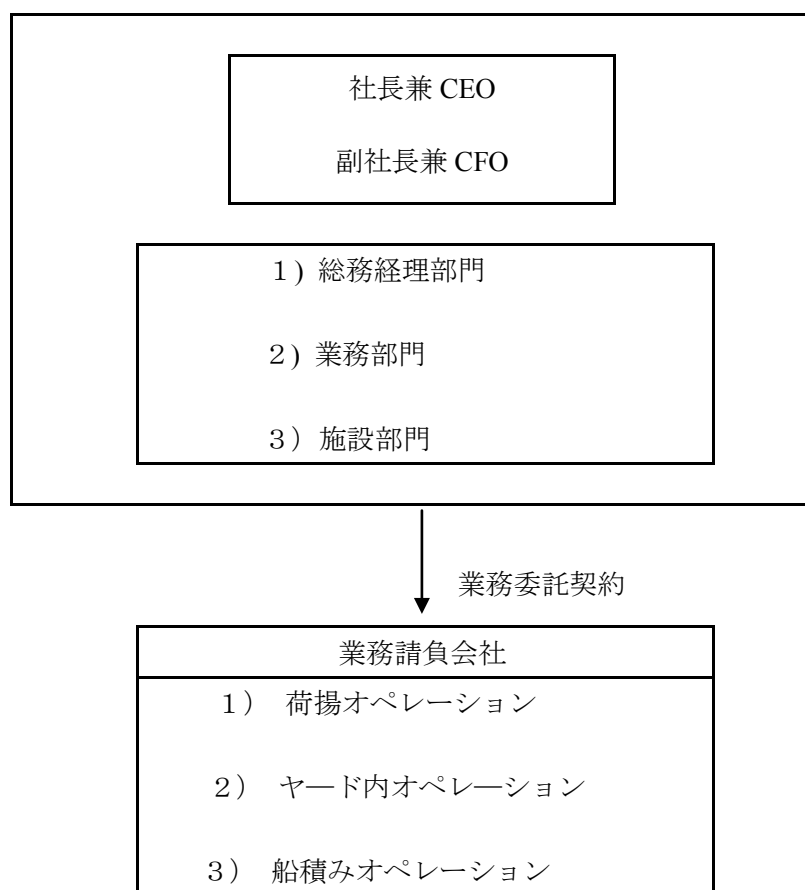 社長兼 CEO
副社長兼 CFO
１) 総務経理部門
２) 業務部門
３）施設部門
業務委託契約
業務請負会社
１）　荷揚オペレーション
２）　ヤード内オペレーション
３）　船積みオペレーション